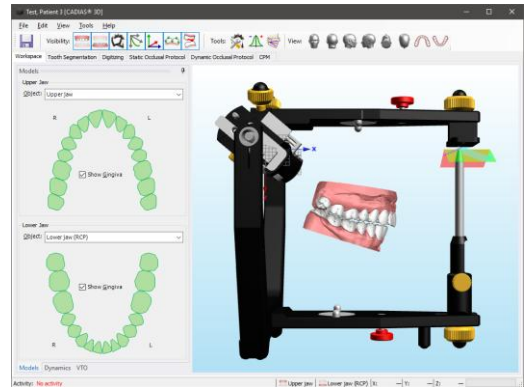 Test, Patient 3 [CADIAS® 3D]
File Edit View Tools Help
Visibility: Tools: View
Workspace Tooth Segmentation Digitizing Static Occlusal Protocol Dynamic Occlusal Protocol CPM
Models
Upper Jaw
Object: Upper Jaw
R L
Show Gingiva
Lower Jaw
Object: Lower Jaw (RCP)
Show Gingiva
R L
Models Dynamics VTO
X
Activity: No activity Upper jaw Lower jaw (RCP) X: — Y: — Z: —